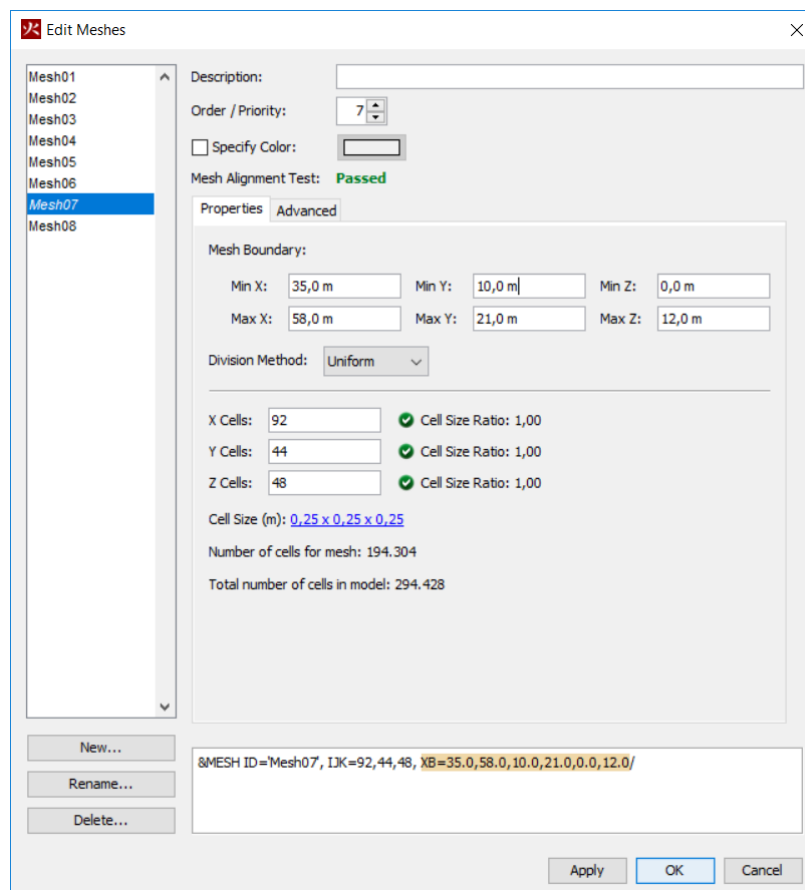 火 Edit Meshes
Mesh01
Mesh02
Mesh03
Mesh04
Mesh05
Mesh06
Mesh07
Mesh08
Description:
Order / Priority: 7
Specify Color:
Mesh Alignment Test: Passed
Properties Advanced
Mesh Boundary:
Min X: 35,0 m Min Y: 10,0 m Min Z: 0,0 m
Max X: 58,0 m Max Y: 21,0 m Max Z: 12,0 m
Division Method: Uniform
X Cells: 92 Cell Size Ratio: 1,00
Y Cells: 44 Cell Size Ratio: 1,00
Z Cells: 48 Cell Size Ratio: 1,00
Cell Size (m): 0,25 x 0,25 x 0,25
Number of cells for mesh: 194.304
Total number of cells in model: 294.428
New...
Rename...
Delete...
&MESH ID='Mesh07', IJK=92,44,48, XB=35.0,58.0,10.0,21.0,0.0,12.0/
Apply OK Cancel